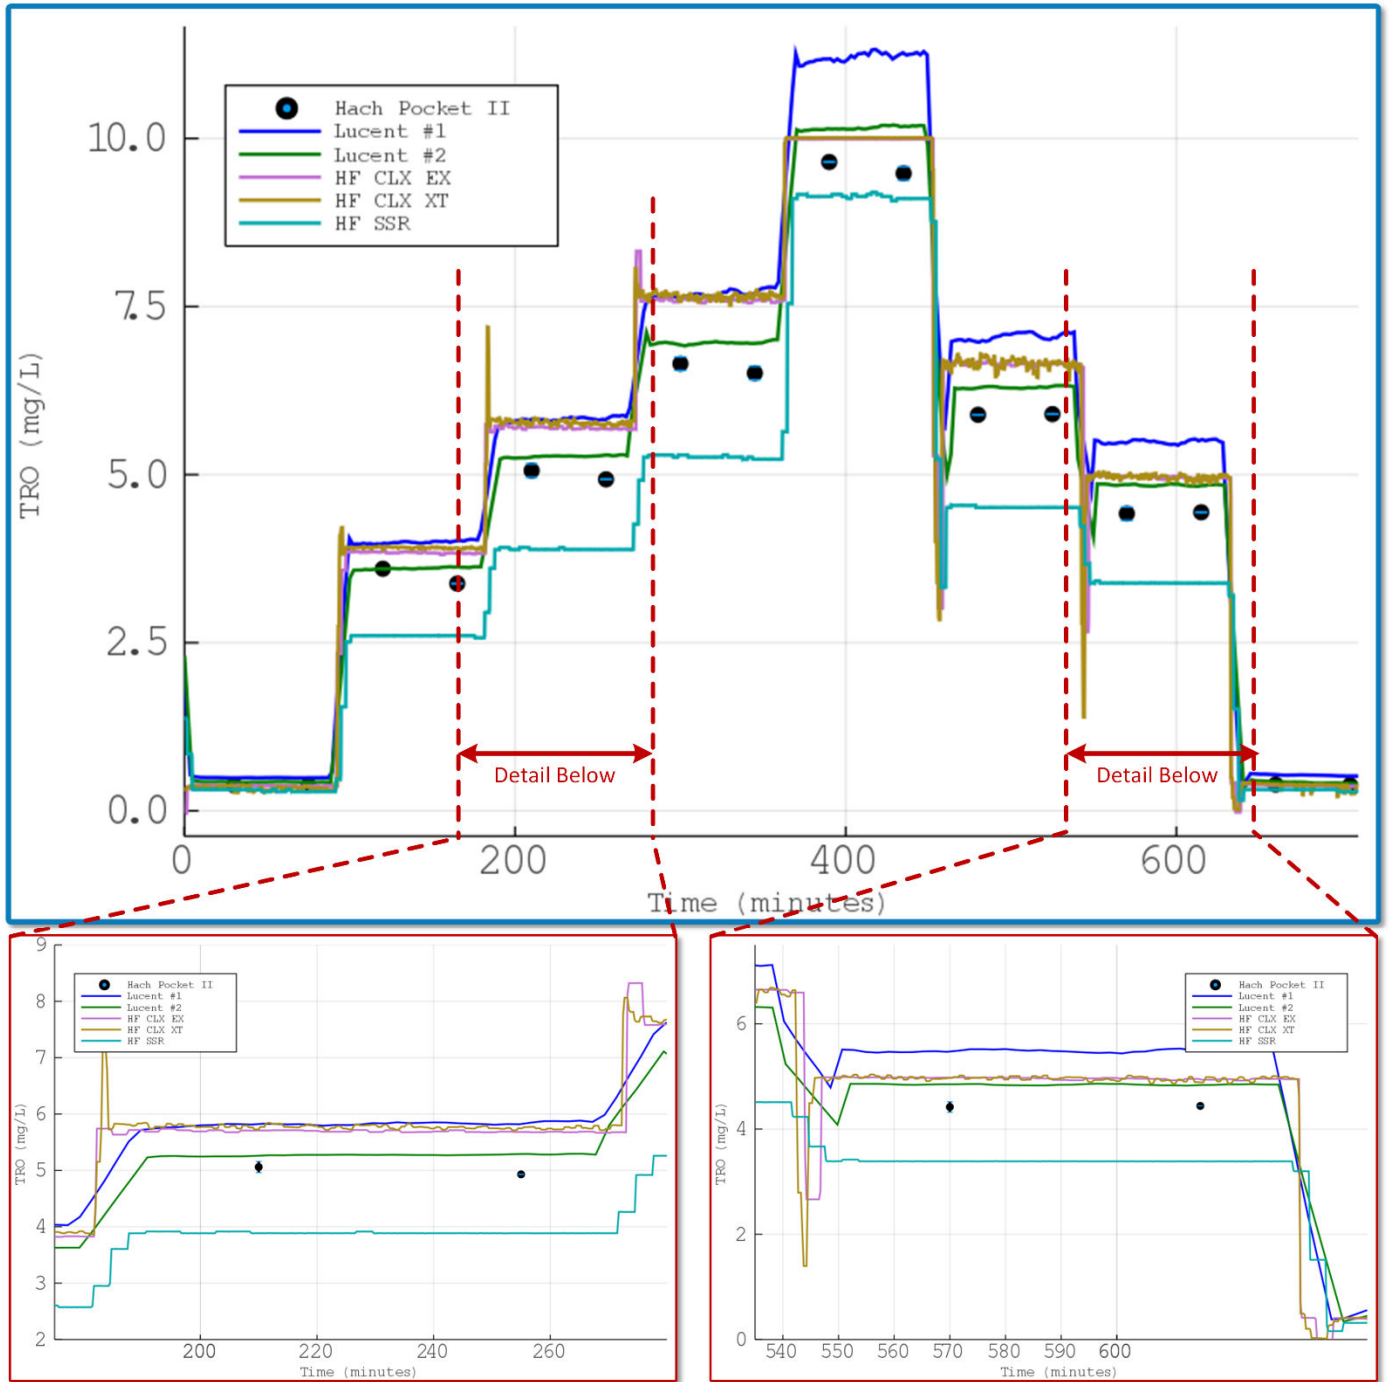 Hach Pocket II
Lucent #1
Lucent #2
HF CLX EX
HF CLX XT
HF SSR
10.0
7.5
5.0
2.5
0.0
TRO (mg/L)
Detail Below
Detail Below
0
200
400
600
Time (minutes)
9
8
7
6
5
4
3
2
TRO (mg/L)
Hach Pocket II
Lucent #1
Lucent #2
HF CLX EX
HF CLX XT
HF SSR
200
220
240
260
Time (minutes)
6
4
2
0
TRO (mg/L)
Hach Pocket II
Lucent #1
Lucent #2
HF CLX EX
HF CLX XT
HF SSR
540
550
560
570
580
590
600
Time (minutes)